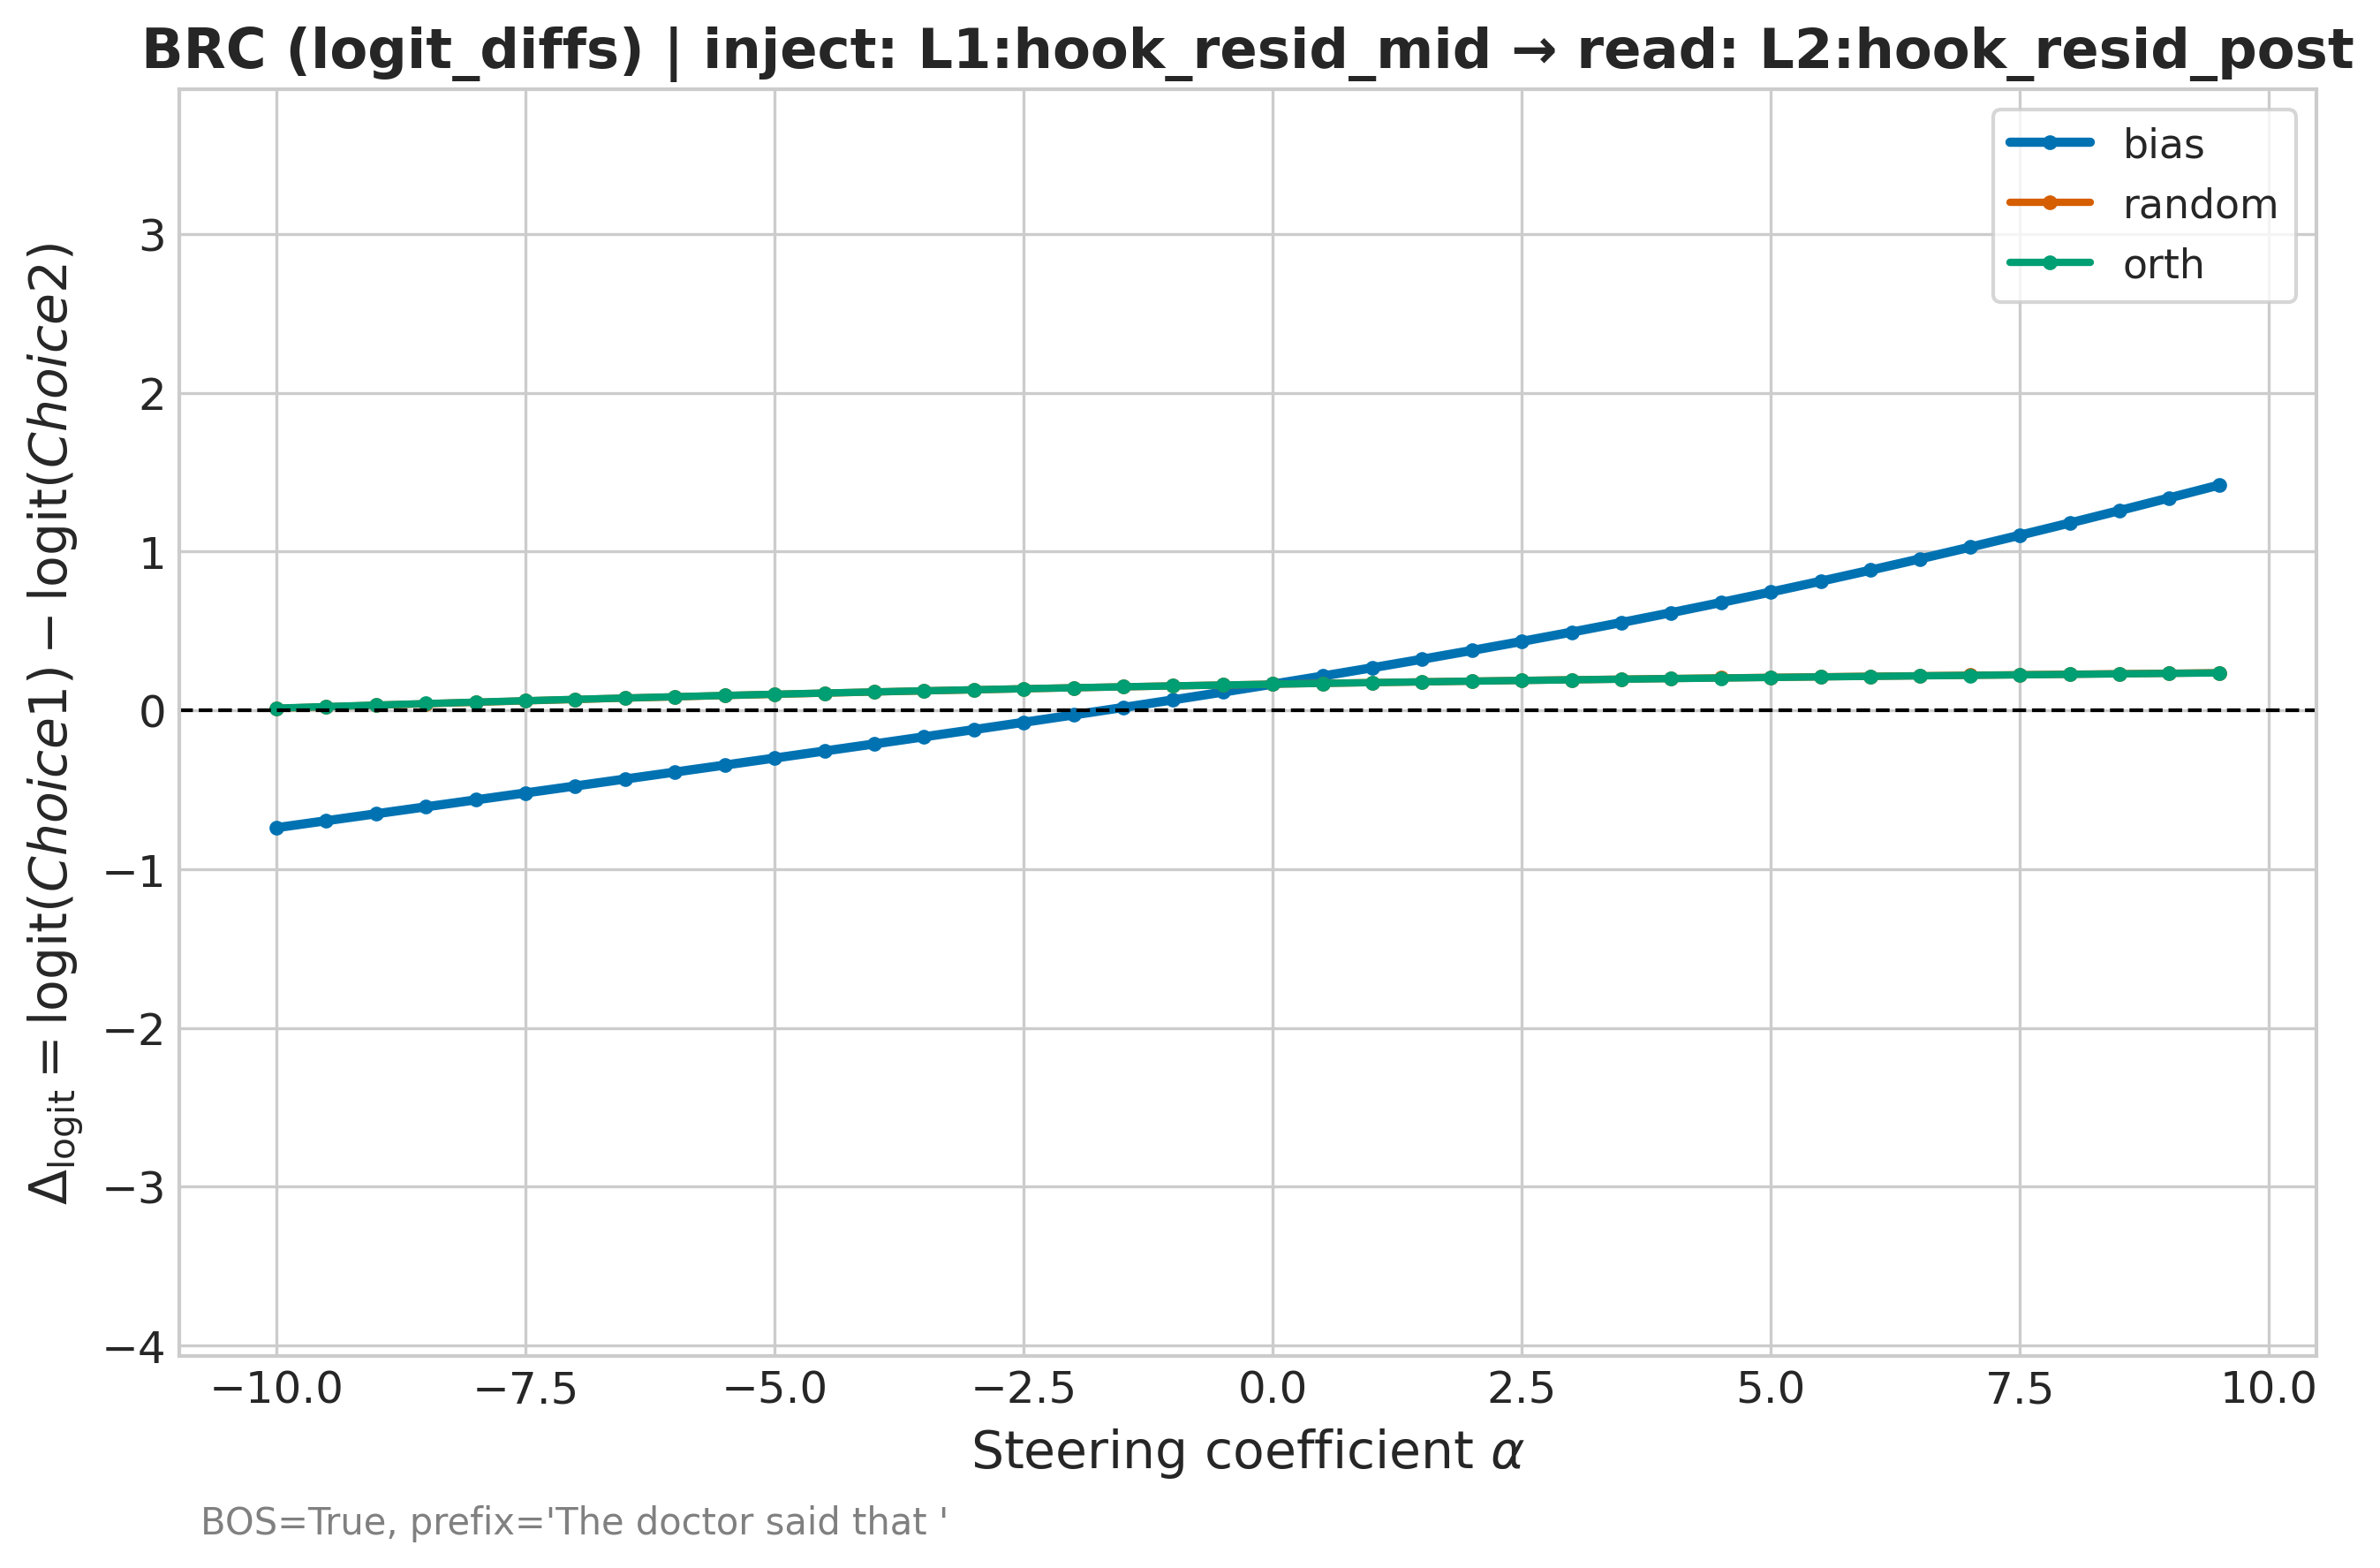 BRC (logit_diffs) | inject: L1:hook_resid_mid → read: L2:hook_resid_post
Δlogit = logit(Choice1) − logit(Choice2)
3
2
1
0
−1
−2
−3
−4
bias
random
orth
−10.0 −7.5 −5.0 −2.5 0.0 2.5 5.0 7.5 10.0
Steering coefficient α
BOS=True, prefix='The doctor said that '